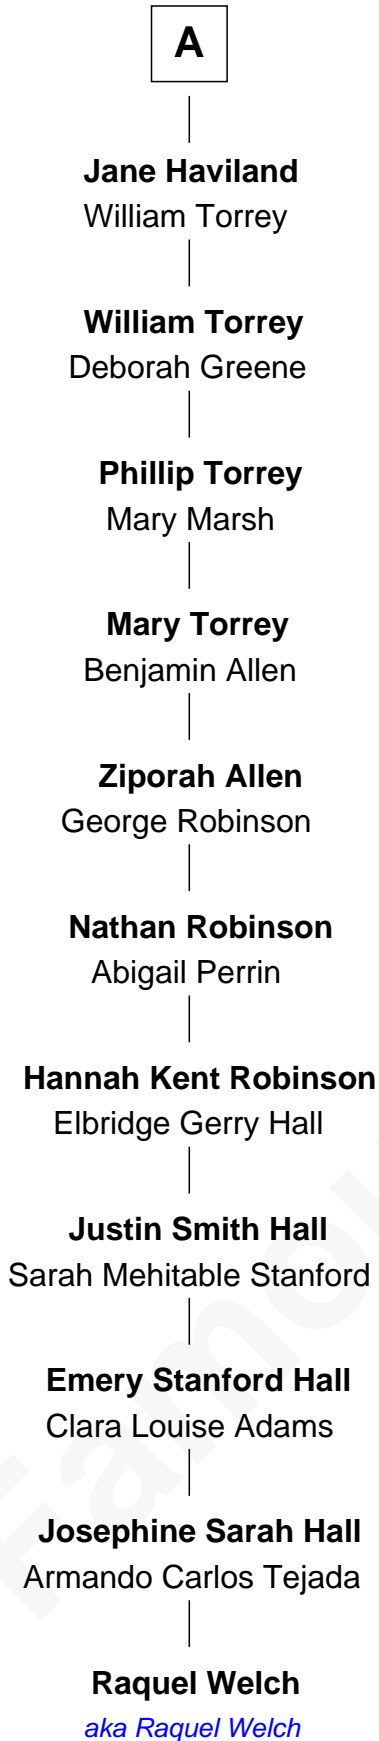 A
Jane Haviland
William Torrey
William Torrey
Deborah Greene
Phillip Torrey
Mary Marsh
Mary Torrey
Benjamin Allen
Ziporah Allen
George Robinson
Nathan Robinson
Abigail Perrin
Hannah Kent Robinson
Elbridge Gerry Hall
Justin Smith Hall
Sarah Mehitable Stanford
Emery Stanford Hall
Clara Louise Adams
Josephine Sarah Hall
Armando Carlos Tejada
Raquel Welch
aka Raquel Welch